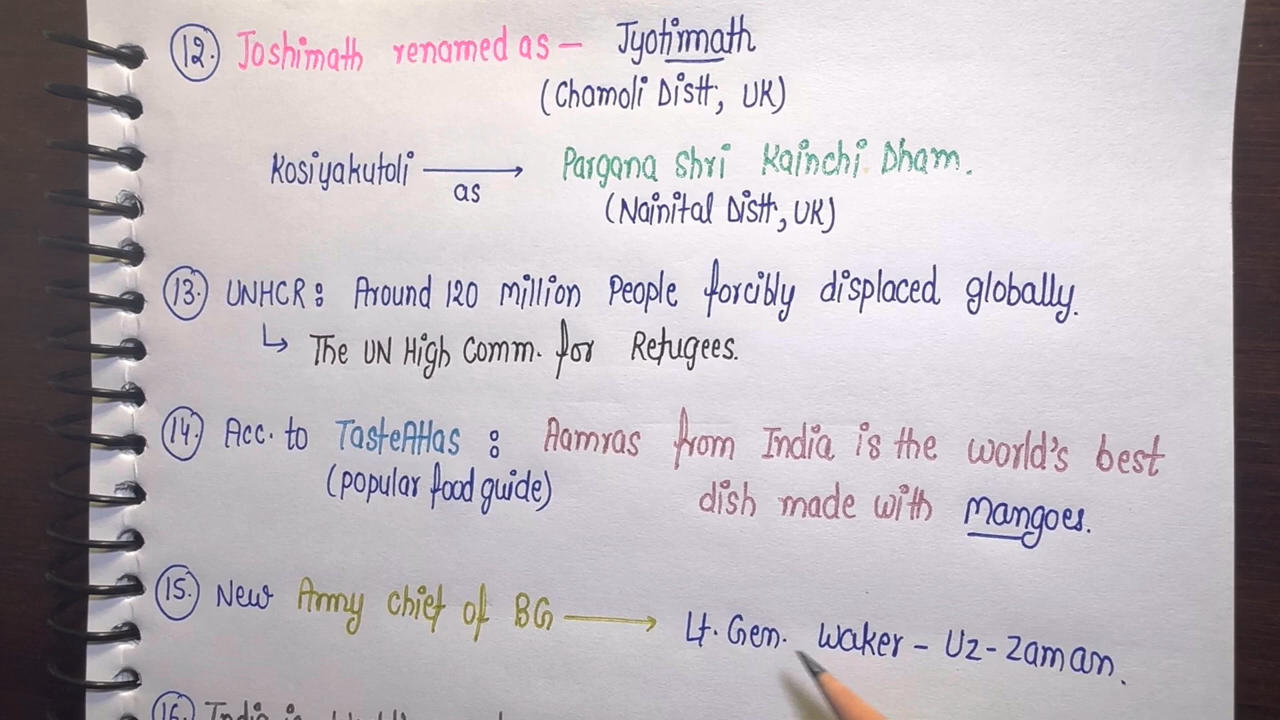 12. Joshimath renamed as – Jyotirmath
(Chamoli Distt, UK)
Kosiyakutoli → Pargana Shri Kainchi Dham.
as
(Nainital Distt, UK)
13. UNHCR: Around 120 million People forcibly displaced globally.
↳ The UN High Comm. for Refugees.
14. Acc. to TasteAtlas : Aamras from India is the world's best
(popular food guide) dish made with Mangoes.
15. New Army chief of BG → Lt. Gen. Waker-Uz-Zaman.
16. India is